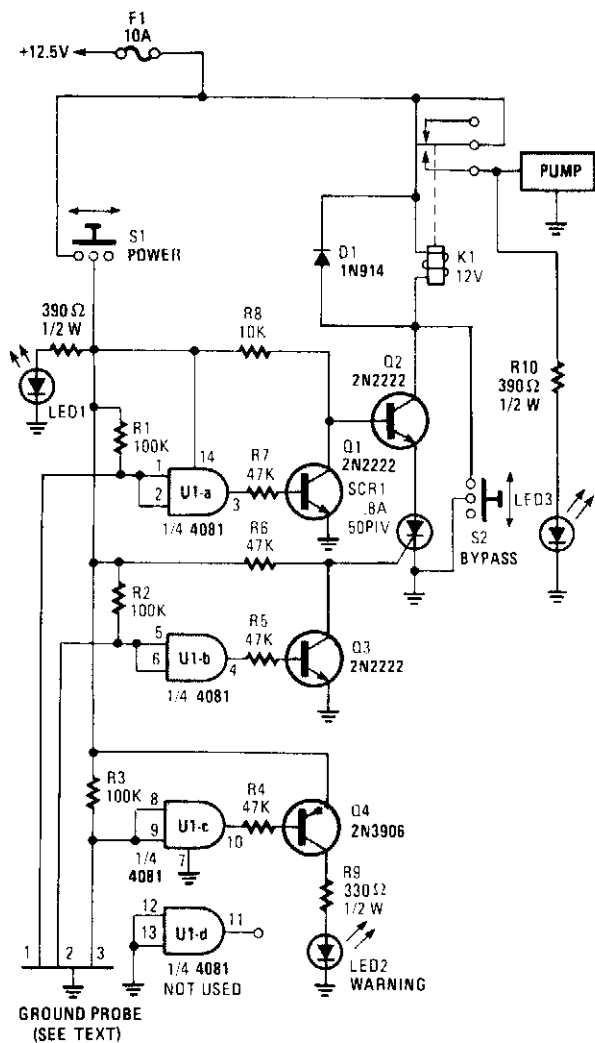 F1
10A
+12.5V
PUMP
S1
POWER
D1
1N914
K1
12V
390Ω
1/2 W
R8
10K
Q2
2N2222
R10
390Ω
1/2 W
LED1
R1
100K
14
1
2
U1-a
3
R7
47K
Q1
2N2222
SCR1
.8A
50PIV
LED3
1/4 4081
R6
47K
S2
BYPASS
R2
100K
5
6
U1-b
4
R5
47K
Q3
2N2222
1/4 4081
R3
100K
8
9
U1-c
10
R4
47K
Q4
2N3906
7
1/4
4081
R9
330Ω
1/2 W
12
13
U1-d
11
1 2 3
1/4 4081
NOT USED
LED2
WARNING
GROUND PROBE
(SEE TEXT)